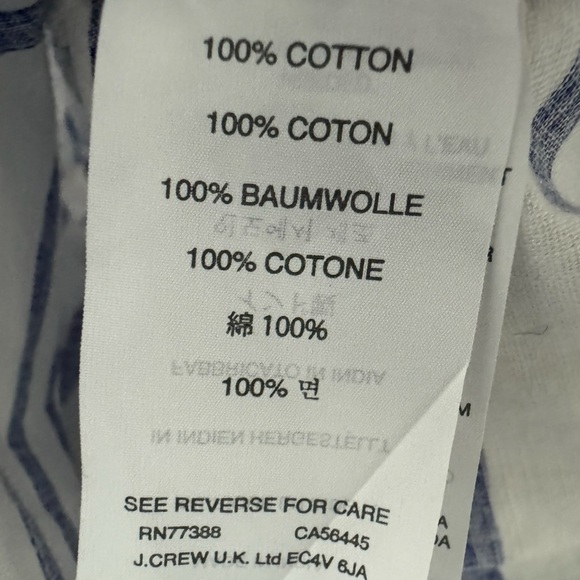 100% COTTON
100% COTON
100% BAUMWOLLE
100% COTONE
綿 100%
100% 면
SEE REVERSE FOR CARE
RN77388 CA56445
J.CREW U.K. Ltd EC4V 6JA